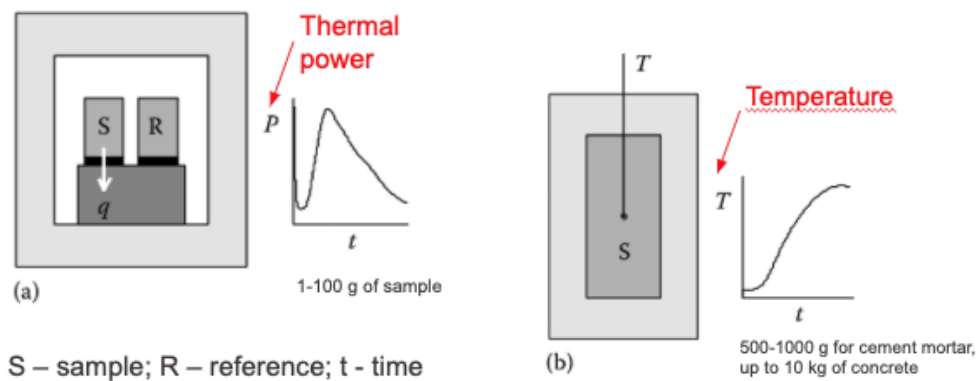 Thermal
power
P
S
R
q
t
(a)
1-100 g of sample
T
Temperature
T
S
t
(b)
500-1000 g for cement mortar,
up to 10 kg of concrete
S – sample; R – reference; t - time